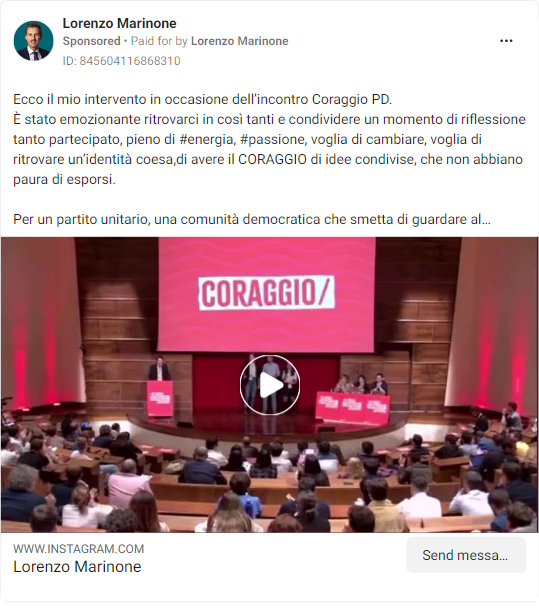 Lorenzo Marinone
Sponsored • Paid for by Lorenzo Marinone
ID: 845604116868310
Ecco il mio intervento in occasione dell'incontro Coraggio PD.
È stato emozionante ritrovarci in così tanti e condividere un momento di riflessione
tanto partecipato, pieno di #energia, #passione, voglia di cambiare, voglia di
ritrovare un'identità coesa,di avere il CORAGGIO di idee condivise, che non abbiano
paura di esporsi.
Per un partito unitario, una comunità democratica che smetta di guardare al…
CORAGGIO/
WWW.INSTAGRAM.COM
Lorenzo Marinone
Send messa…